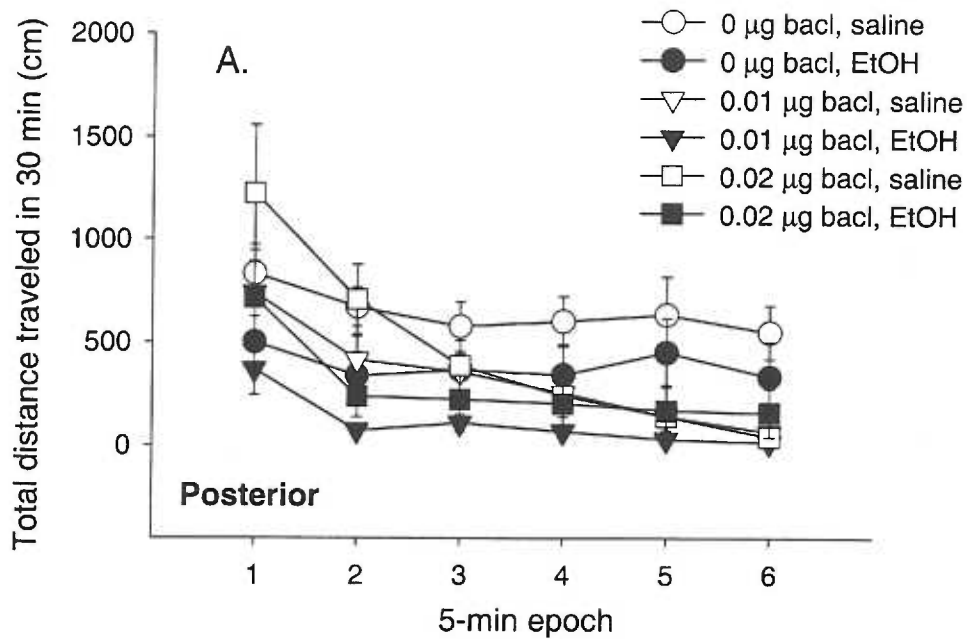 2000
1500
1000
500
0
Total distance traveled in 30 min (cm)
A.
0 µg bacl, saline
0 µg bacl, EtOH
0.01 µg bacl, saline
0.01 µg bacl, EtOH
0.02 µg bacl, saline
0.02 µg bacl, EtOH
Posterior
1 2 3 4 5 6
5-min epoch